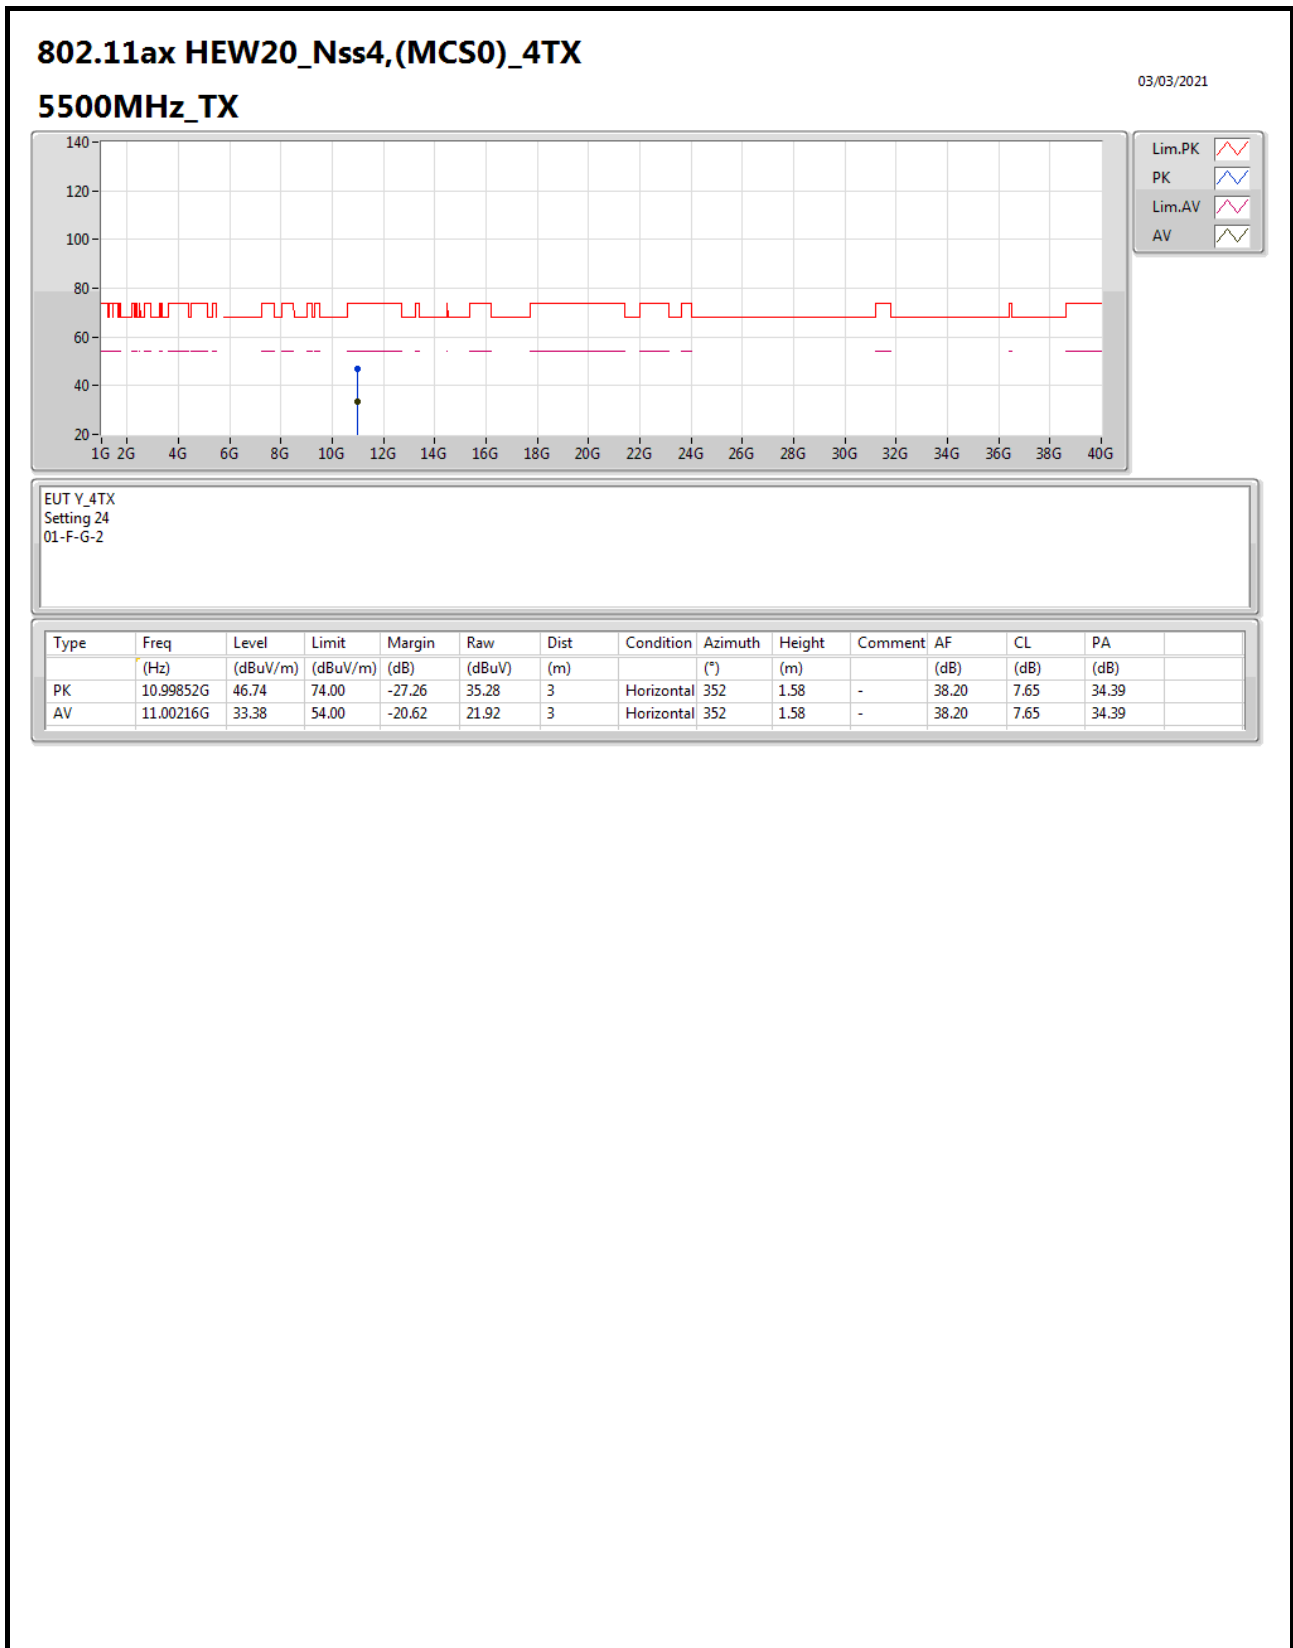 802.11ax HEW20_Nss4,(MCS0)_4TX
03/03/2021
5500MHz_TX
140
120
100
80
60
40
20
1G 2G 4G 6G 8G 10G 12G 14G 16G 18G 20G 22G 24G 26G 28G 30G 32G 34G 36G 38G 40G
Lim.PK
PK
Lim.AV
AV
EUT Y_4TX
Setting 24
01-F-G-2
Type Freq Level Limit Margin Raw Dist Condition Azimuth Height Comment AF CL PA
(Hz) (dBuV/m) (dBuV/m) (dB) (dBuV) (m) (°) (m) (dB) (dB) (dB)
PK 10.99852G 46.74 74.00 -27.26 35.28 3 Horizontal 352 1.58 - 38.20 7.65 34.39
AV 11.00216G 33.38 54.00 -20.62 21.92 3 Horizontal 352 1.58 - 38.20 7.65 34.39